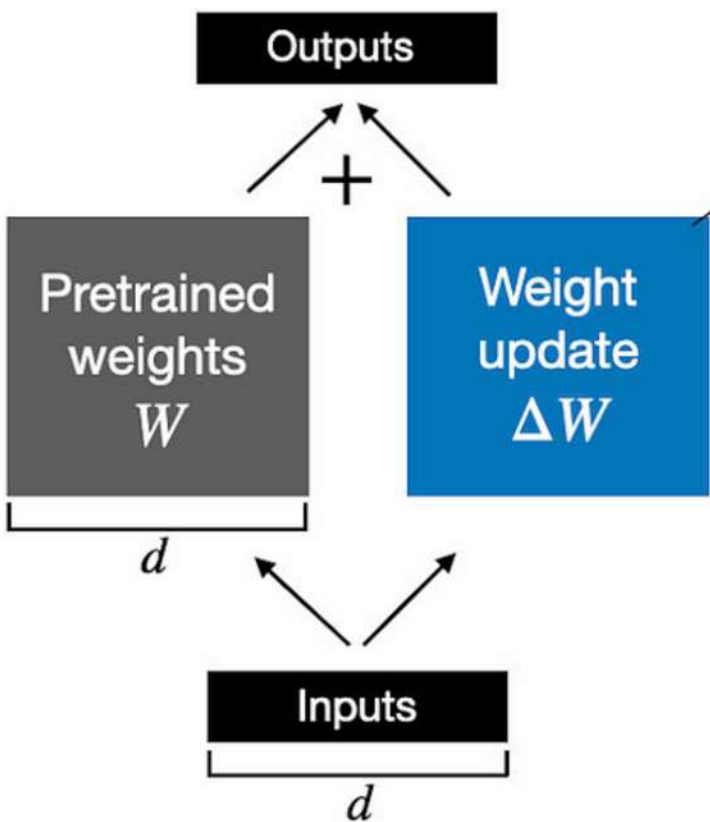 Outputs
+
Pretrained
weights
W
Weight
update
ΔW
d
Inputs
d